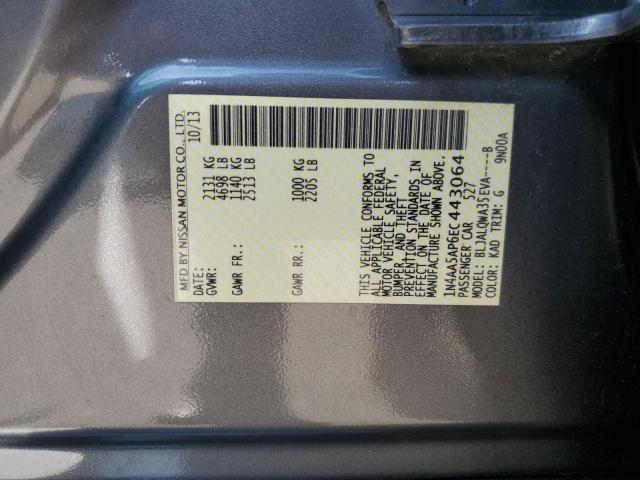 MFD BY NISSAN MOTOR CO., LTD. 10/13
GVWR: 2131 KG
4698 LB
GAWR FR.: 1140 KG
2513 LB
GAWR RR.: 1000 KG
2205 LB
THIS VEHICLE CONFORMS TO
ALL APPLICABLE FEDERAL
MOTOR VEHICLE SAFETY,
BUMPER, AND THEFT
PREVENTION STANDARDS IN
EFFECT ON THE DATE OF
MANUFACTURE SHOWN ABOVE.
1N4AA5AP6EC443064
PASSENGER CAR 527
MODEL: BLJALQWA35EVA----B
COLOR: KAD TRIM: G 9N00A